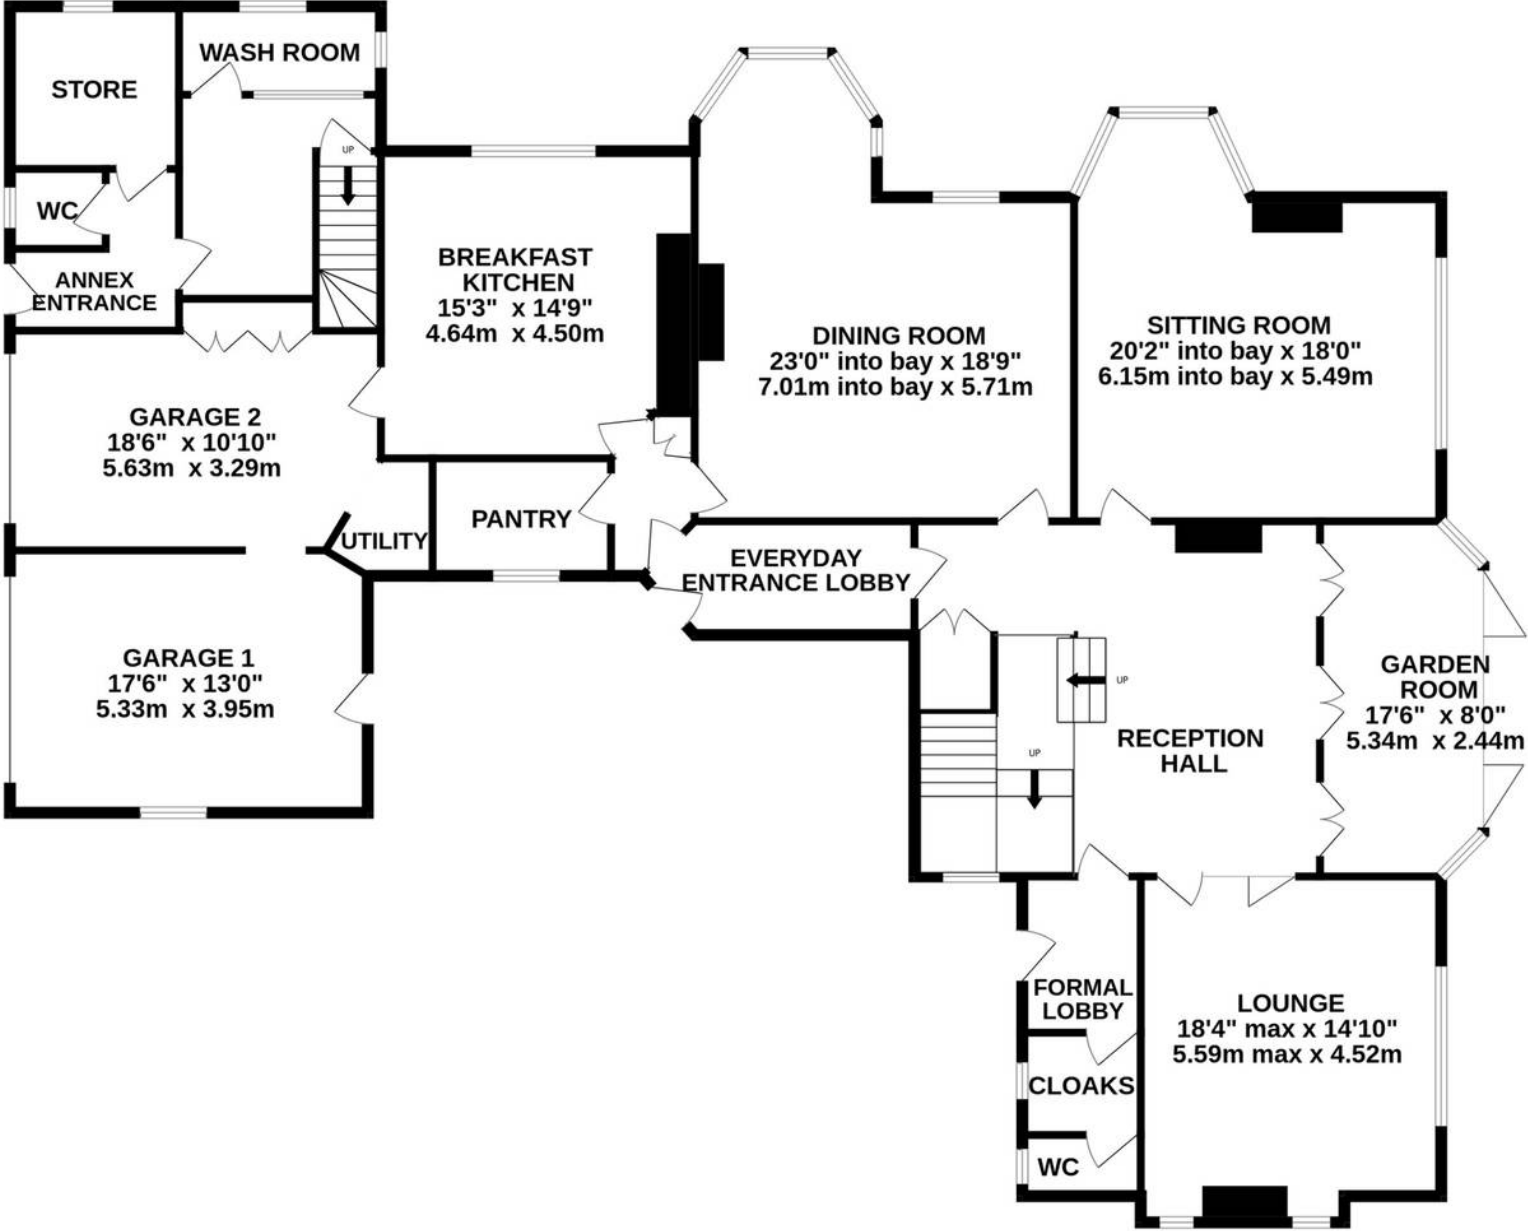 WASH ROOM
STORE
UP
WC
ANNEX
ENTRANCE
BREAKFAST
KITCHEN
15'3" x 14'9"
4.64m x 4.50m
DINING ROOM
23'0" into bay x 18'9"
7.01m into bay x 5.71m
SITTING ROOM
20'2" into bay x 18'0"
6.15m into bay x 5.49m
GARAGE 2
18'6" x 10'10"
5.63m x 3.29m
PANTRY
UTILITY
EVERYDAY
ENTRANCE LOBBY
GARAGE 1
17'6" x 13'0"
5.33m x 3.95m
UP
UP
RECEPTION
HALL
GARDEN
ROOM
17'6" x 8'0"
5.34m x 2.44m
FORMAL
LOBBY
LOUNGE
18'4" max x 14'10"
5.59m max x 4.52m
CLOAKS
WC